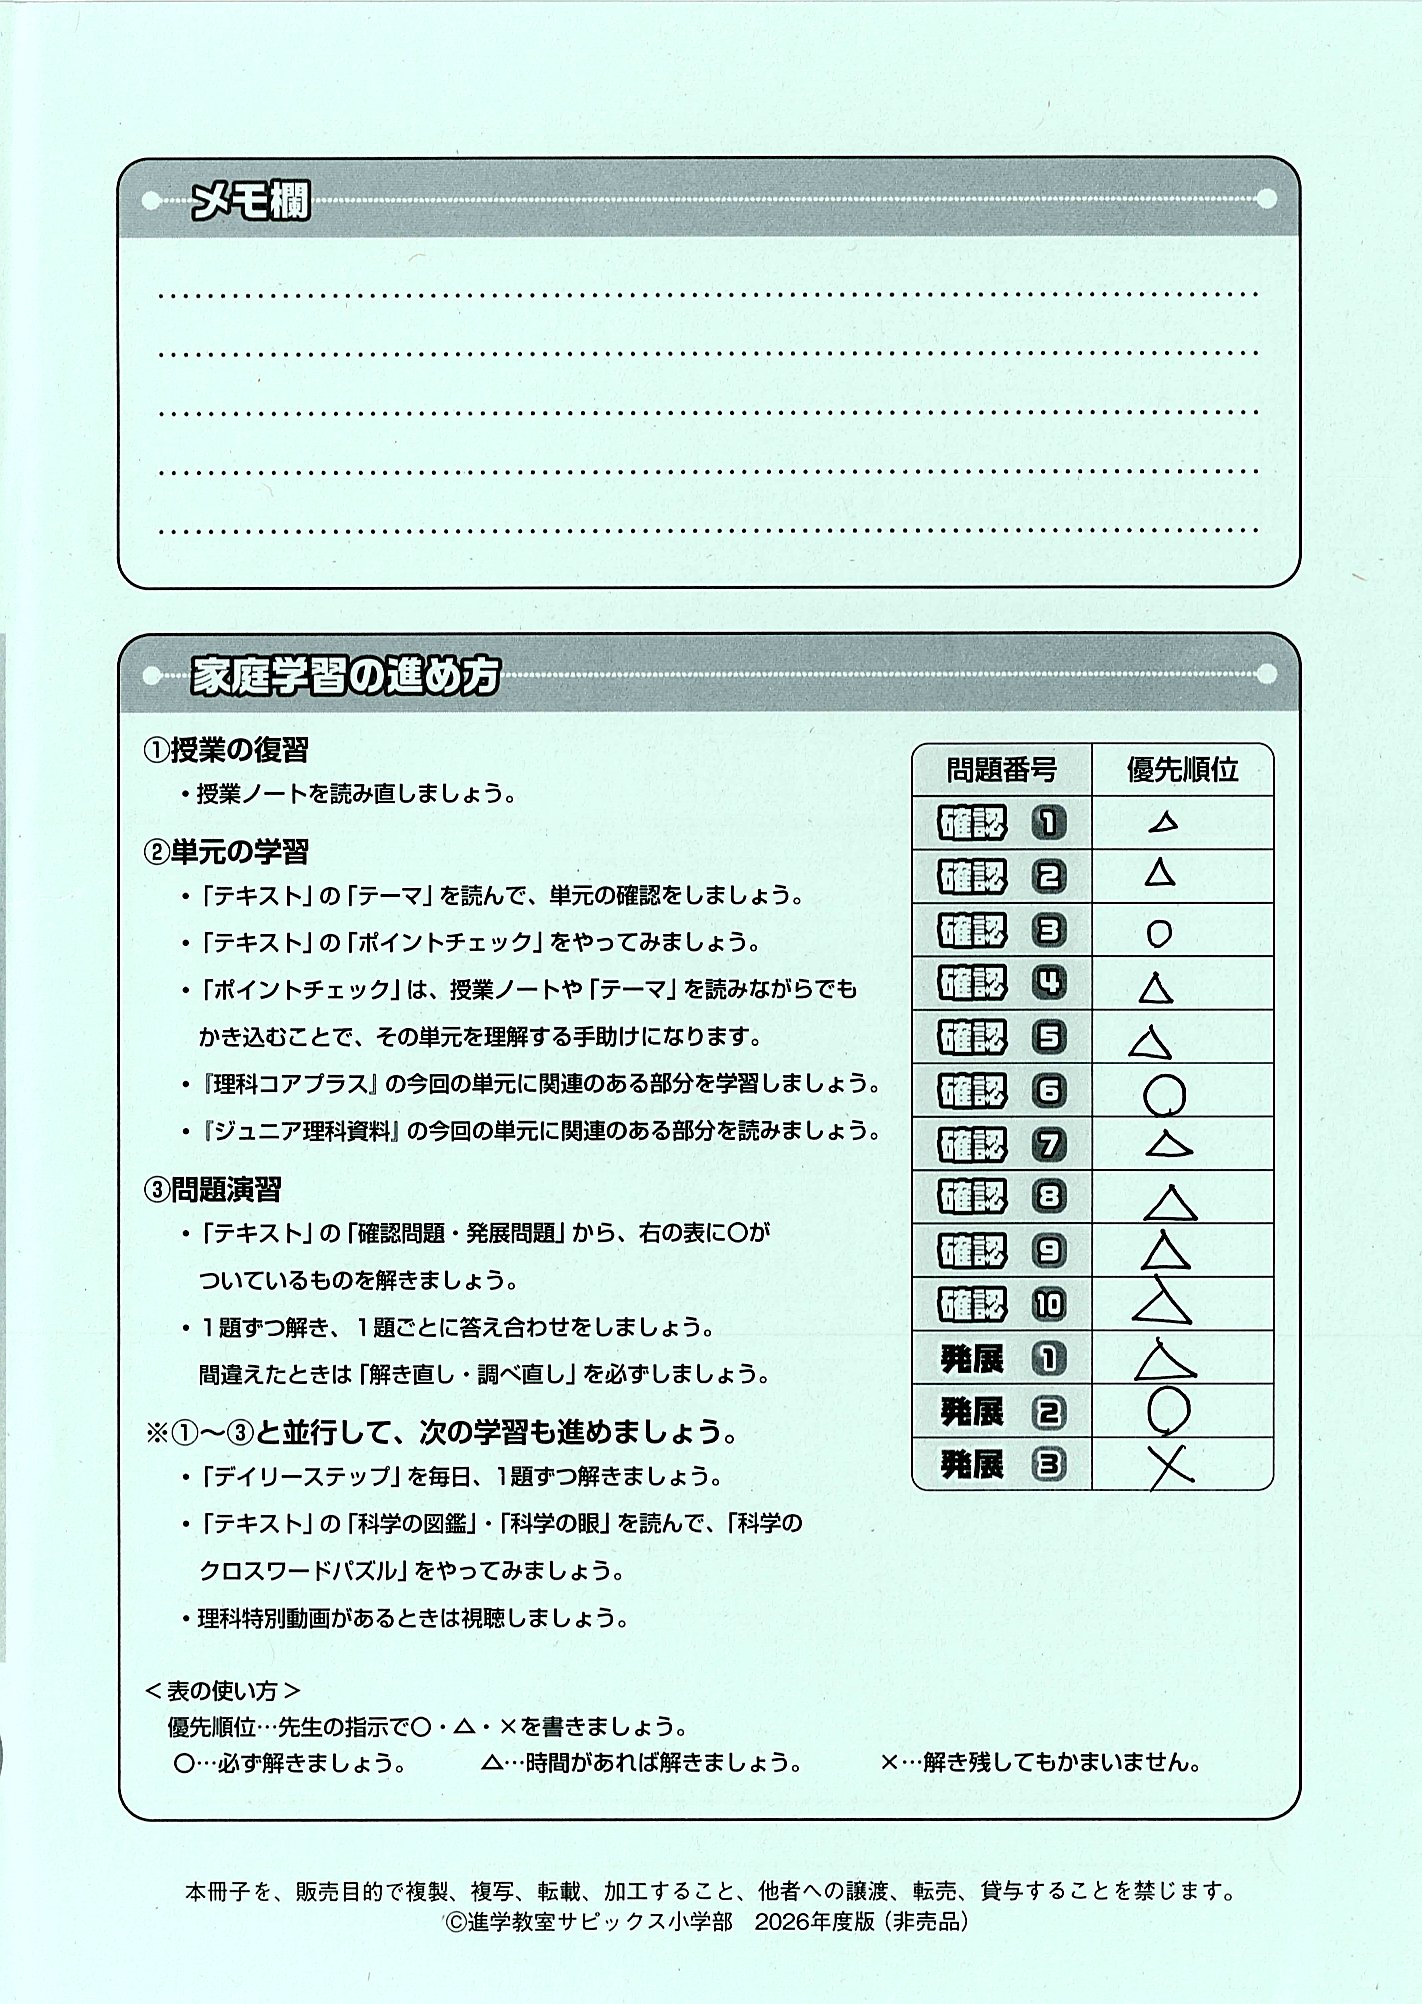 メモ欄
家庭学習の進め方
①授業の復習
・授業ノートを読み直しましょう。
②単元の学習
・「テキスト」の「テーマ」を読んで、単元の確認をしましょう。
・「テキスト」の「ポイントチェック」をやってみましょう。
・「ポイントチェック」は、授業ノートや「テーマ」を読みながらでも
かき込むことで、その単元を理解する手助けになります。
・『理科コアプラス』の今回の単元に関連のある部分を学習しましょう。
・『ジュニア理科資料』の今回の単元に関連のある部分を読みましょう。
③問題演習
・「テキスト」の「確認問題・発展問題」から、右の表に〇が
ついているものを解きましょう。
・1題ずつ解き、1題ごとに答え合わせをしましょう。
間違えたときは「解き直し・調べ直し」を必ずしましょう。
※①～③と並行して、次の学習も進めましょう。
・「デイリーステップ」を毎日、1題ずつ解きましょう。
・「テキスト」の「科学の図鑑」・「科学の眼」を読んで、「科学の
クロスワードパズル」をやってみましょう。
・理科特別動画があるときは視聴しましょう。
問題番号 優先順位
確認 1 △
確認 2 △
確認 3 〇
確認 4 △
確認 5 △
確認 6 〇
確認 7 △
確認 8 △
確認 9 △
確認 10 △
発展 1 △
発展 2 〇
発展 3 ×
＜表の使い方＞
優先順位…先生の指示で〇・△・×を書きましょう。
〇…必ず解きましょう。 △…時間があれば解きましょう。 ×…解き残してもかまいません。
本冊子を、販売目的で複製、複写、転載、加工すること、他者への譲渡、転売、貸与することを禁じます。
©進学教室サピックス小学部 2026年度版（非売品）